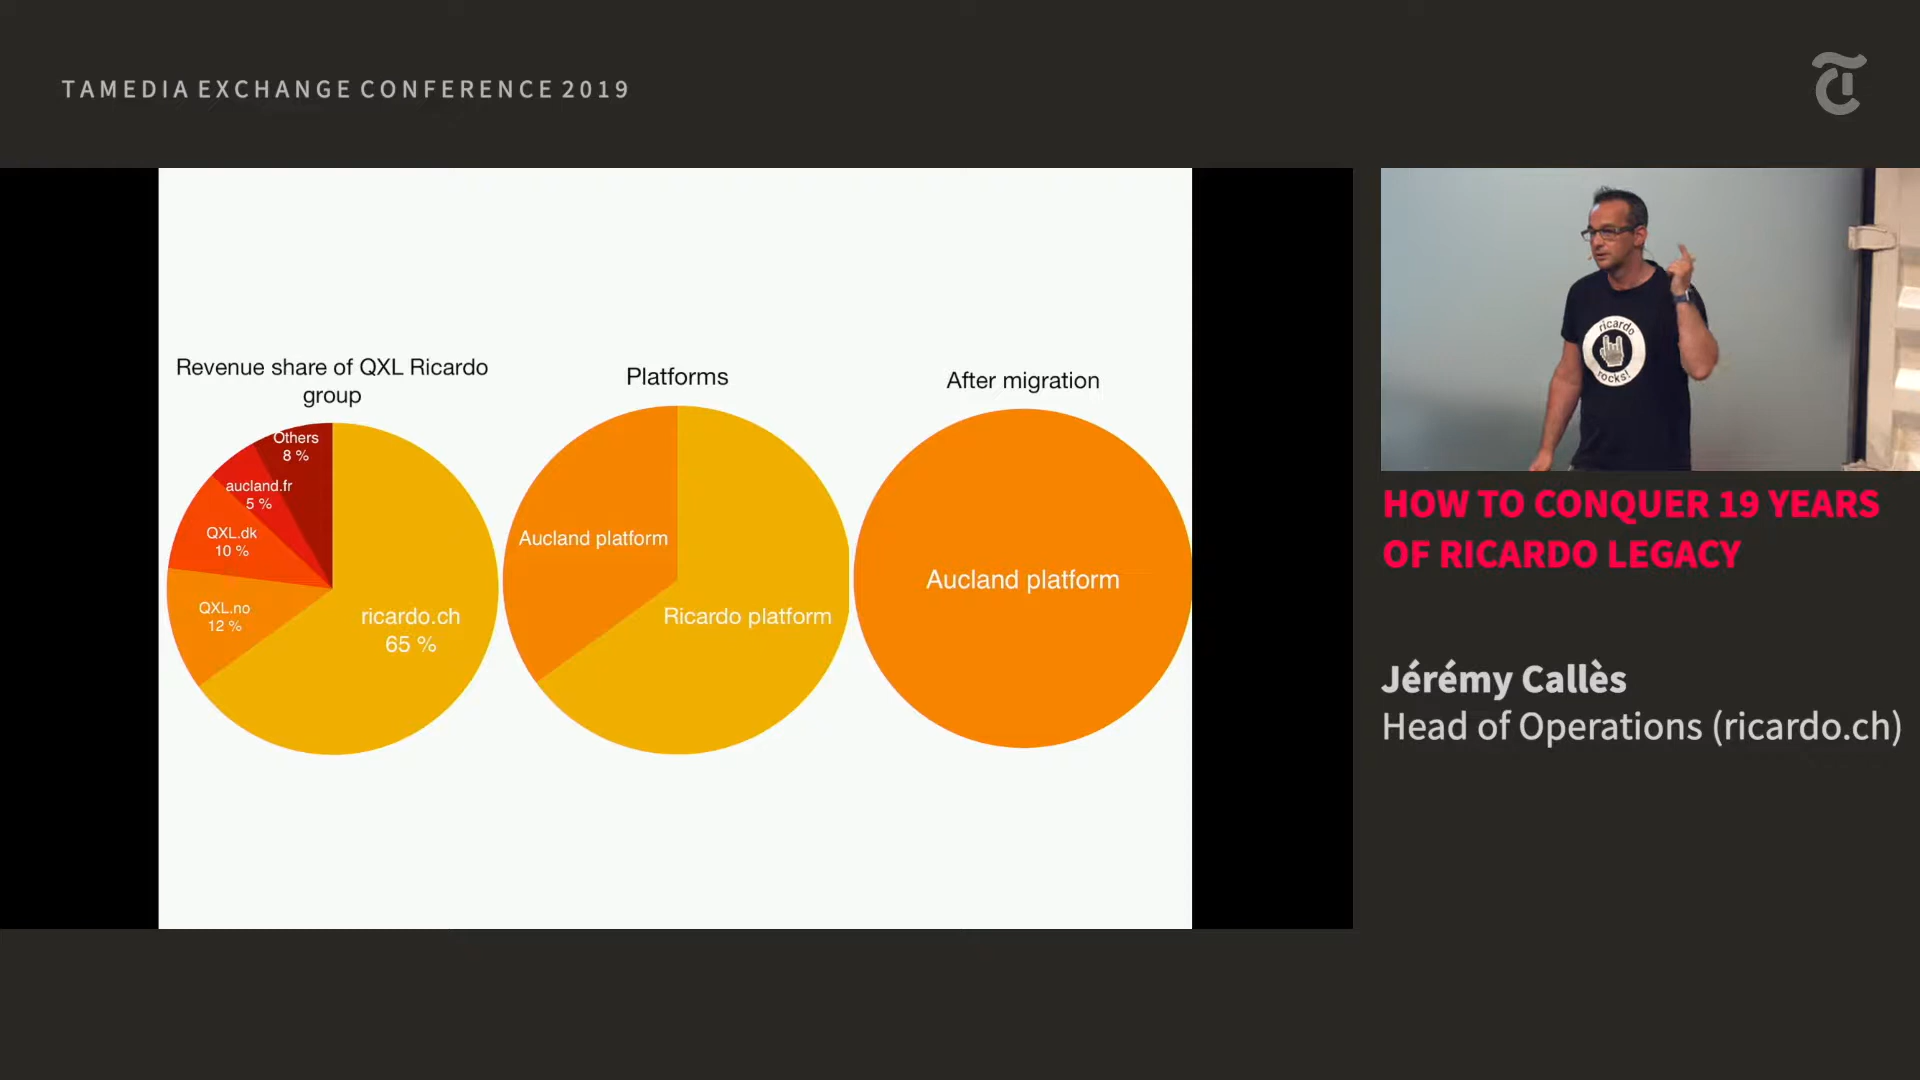 TAMEDIA EXCHANGE CONFERENCE 2019
Revenue share of QXL Ricardo
group
Others
8 %
aucland.fr
5 %
QXL.dk
10 %
QXL.no
12 %
ricardo.ch
65 %
Platforms
Aucland platform
Ricardo platform
After migration
Aucland platform
ricardo
rocks!
HOW TO CONQUER 19 YEARS
OF RICARDO LEGACY
Jérémy Callès
Head of Operations (ricardo.ch)